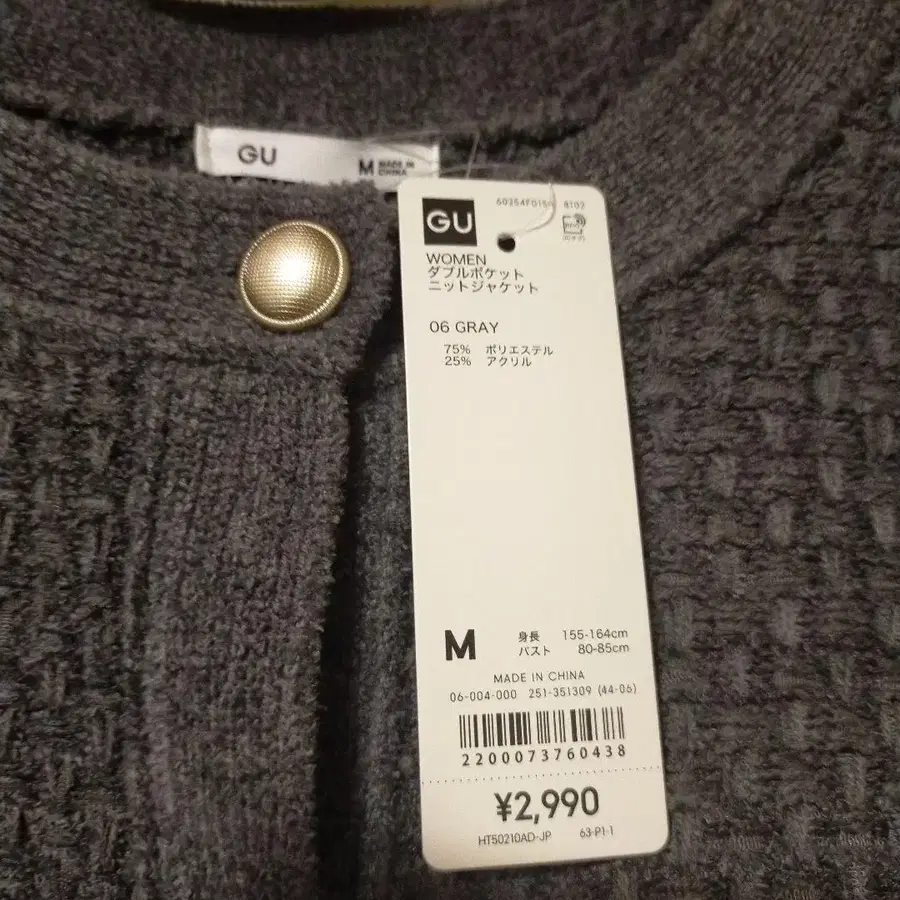 GU
M MADE IN
CHINA
GU
8102
WOMEN
ダブルポケット
ニットジャケット
06 GRAY
75% ポリエステル
25% アクリル
M
身長 155-164cm
バスト 80-85cm
MADE IN CHINA
06-004-000 251-351309 (44-06)
2200073760438
¥2,990
HT50210AD-JP 63-P1-1